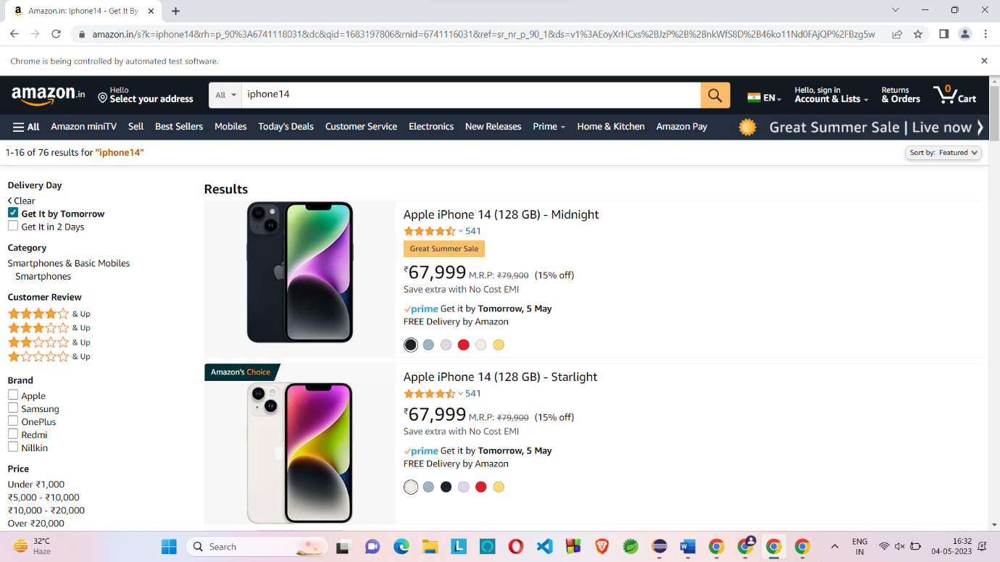 Amazon.in: Iphone14 - Get It By
amazon.in/s?k=iphone14&rh=p_90%3A6741118031&dc&qid=1683197806&rnid=6741116031&ref=sr_nr_p_90_1&ds=v1%3AEoyXrHCxs%2BJzP%2B%2BnkWfS8D%2B46ko11Nd0FAjQP%2FBzg5w
Chrome is being controlled by automated test software.
amazon.in
Hello
Select your address
All
iphone14
EN
Hello, sign in
Account & Lists
Returns
& Orders
0
Cart
All Amazon miniTV Sell Best Sellers Mobiles Today's Deals Customer Service Electronics New Releases Prime Home & Kitchen Amazon Pay
Great Summer Sale | Live now
1-16 of 76 results for "iphone14"
Sort by: Featured
Delivery Day
Clear
Get It by Tomorrow
Get It in 2 Days
Category
Smartphones & Basic Mobiles
Smartphones
Customer Review
& Up
& Up
& Up
& Up
Brand
Apple
Samsung
OnePlus
Redmi
Nillkin
Price
Under ₹1,000
₹5,000 - ₹10,000
₹10,000 - ₹20,000
Over ₹20,000
Results
Apple iPhone 14 (128 GB) - Midnight
541
Great Summer Sale
₹67,999 M.R.P: ₹79,900 (15% off)
Save extra with No Cost EMI
prime Get it by Tomorrow, 5 May
FREE Delivery by Amazon
Amazon's Choice
Apple iPhone 14 (128 GB) - Starlight
541
₹67,999 M.R.P: ₹79,900 (15% off)
Save extra with No Cost EMI
prime Get it by Tomorrow, 5 May
FREE Delivery by Amazon
32°C
Haze
Search
ENG
IN
16:32
04-05-2023